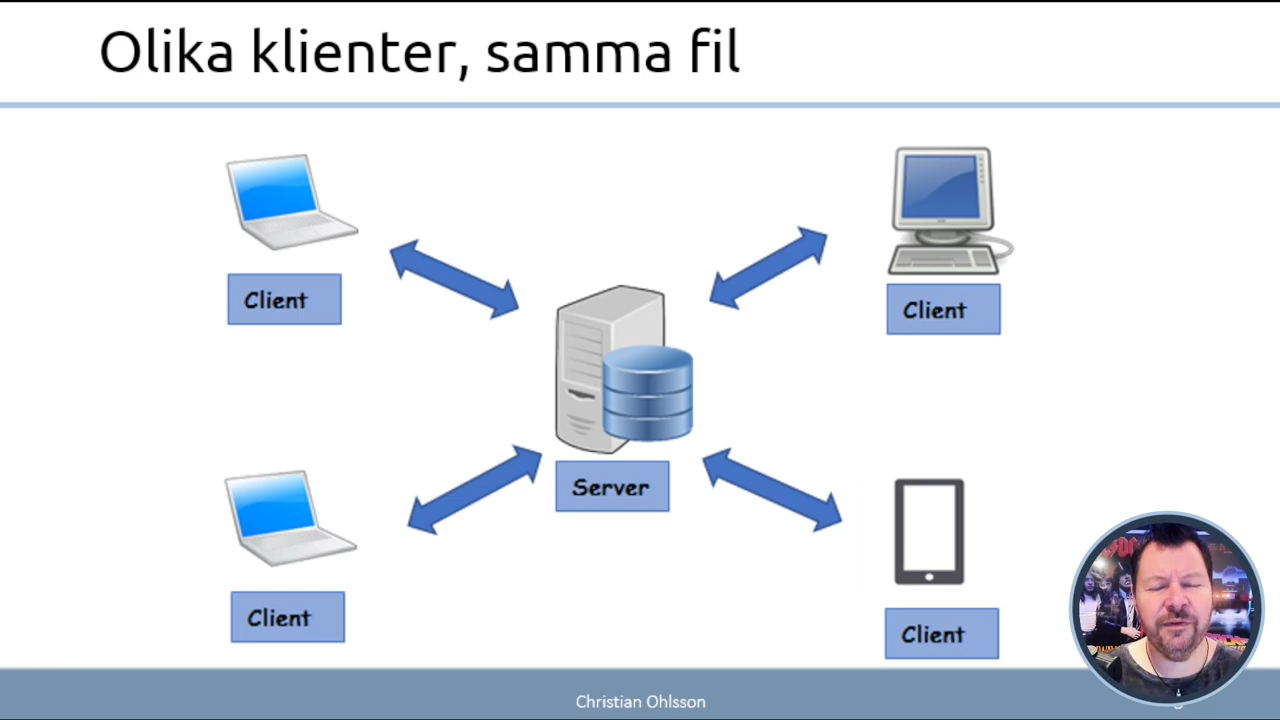 Olika klienter, samma fil
Client
Client
Server
Client
Client
Christian Ohlsson